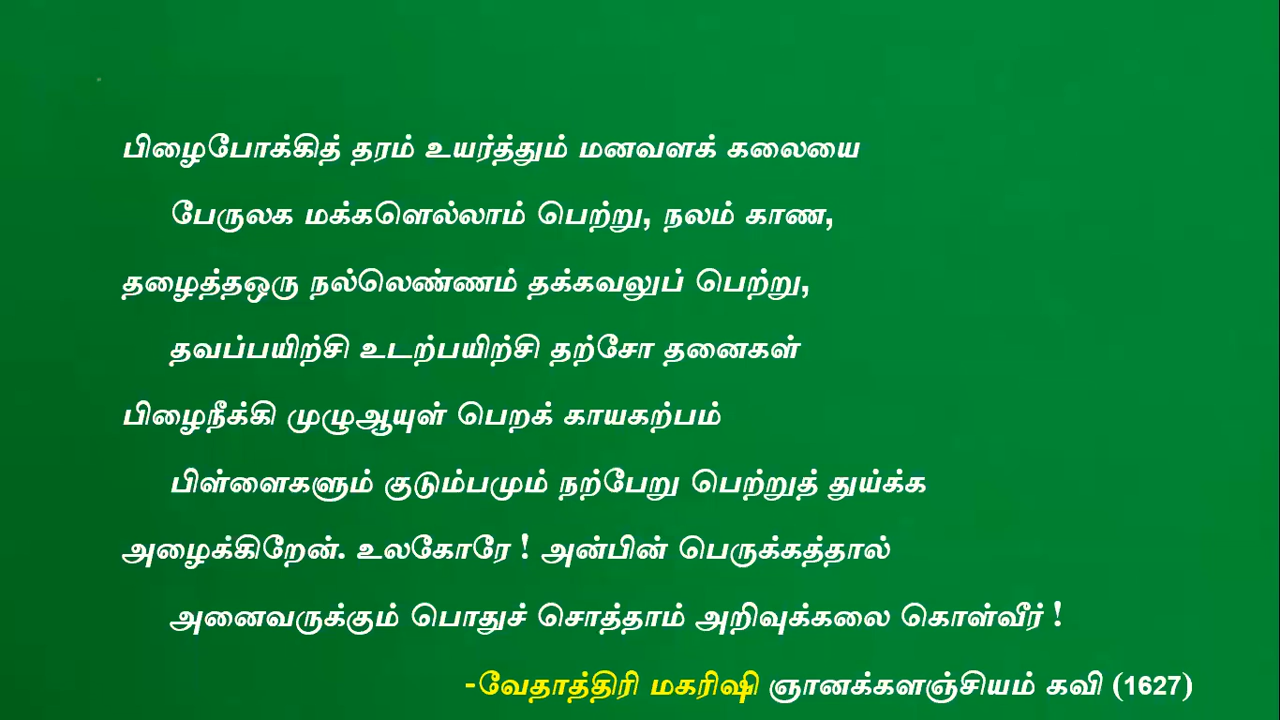 பிழைபோக்கித் தரம் உயர்த்தும் மனவளக் கலையை
பேருலக மக்களெல்லாம் பெற்று, நலம் காண,
தழைத்தஒரு நல்லெண்ணம் தக்கவலுப் பெற்று,
தவப்பயிற்சி உடற்பயிற்சி தற்சோ தனைகள்
பிழைநீக்கி முழுஆயுள் பெறக் காயகற்பம்
பிள்ளைகளும் குடும்பமும் நற்பேறு பெற்றுத் துய்க்க
அழைக்கிறேன். உலகோரே ! அன்பின் பெருக்கத்தால்
அனைவருக்கும் பொதுச் சொத்தாம் அறிவுக்கலை கொள்வீர் !
-வேதாத்திரி மகரிஷி ஞானக்களஞ்சியம் கவி (1627)